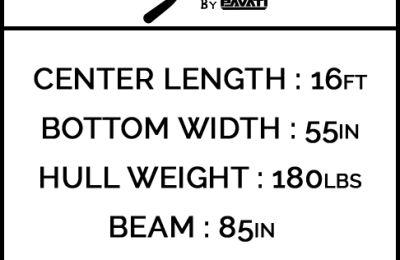 BY PAVATI
CENTER LENGTH : 16FT
BOTTOM WIDTH : 55IN
HULL WEIGHT : 180LBS
BEAM : 85IN